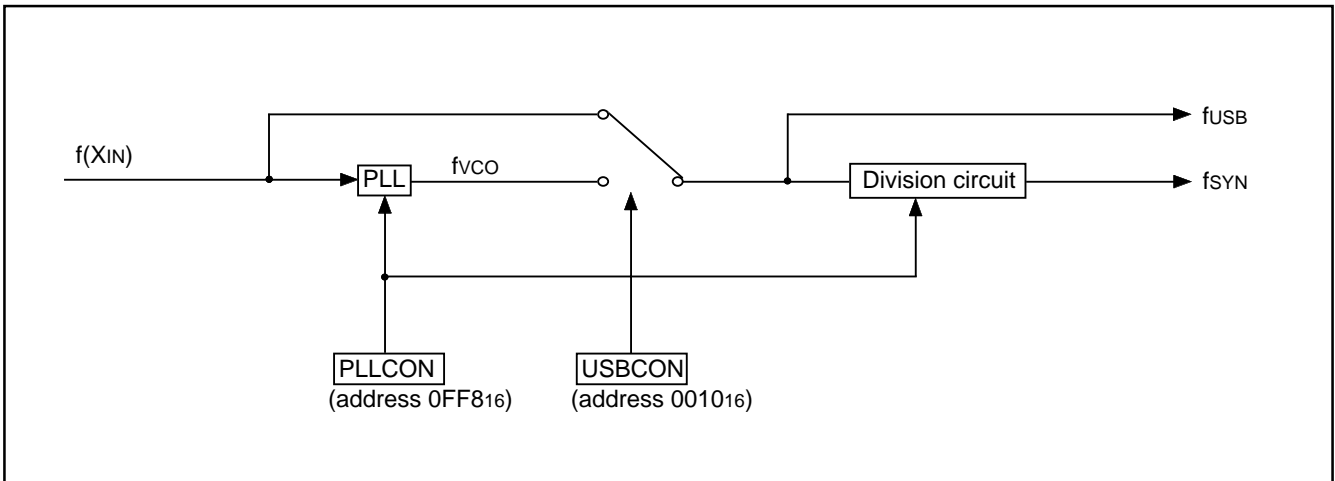 fUSB
f(XIN)
PLL
fVCO
Division circuit
fSYN
PLLCON
(address 0FF816)
USBCON
(address 001016)